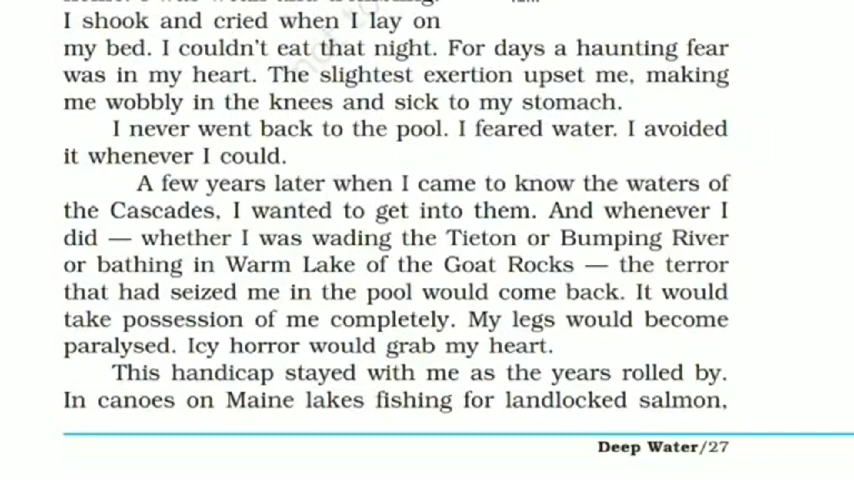 I shook and cried when I lay on
my bed. I couldn't eat that night. For days a haunting fear
was in my heart. The slightest exertion upset me, making
me wobbly in the knees and sick to my stomach.
I never went back to the pool. I feared water. I avoided
it whenever I could.
A few years later when I came to know the waters of
the Cascades, I wanted to get into them. And whenever I
did — whether I was wading the Tieton or Bumping River
or bathing in Warm Lake of the Goat Rocks — the terror
that had seized me in the pool would come back. It would
take possession of me completely. My legs would become
paralysed. Icy horror would grab my heart.
This handicap stayed with me as the years rolled by.
In canoes on Maine lakes fishing for landlocked salmon,
Deep Water/27